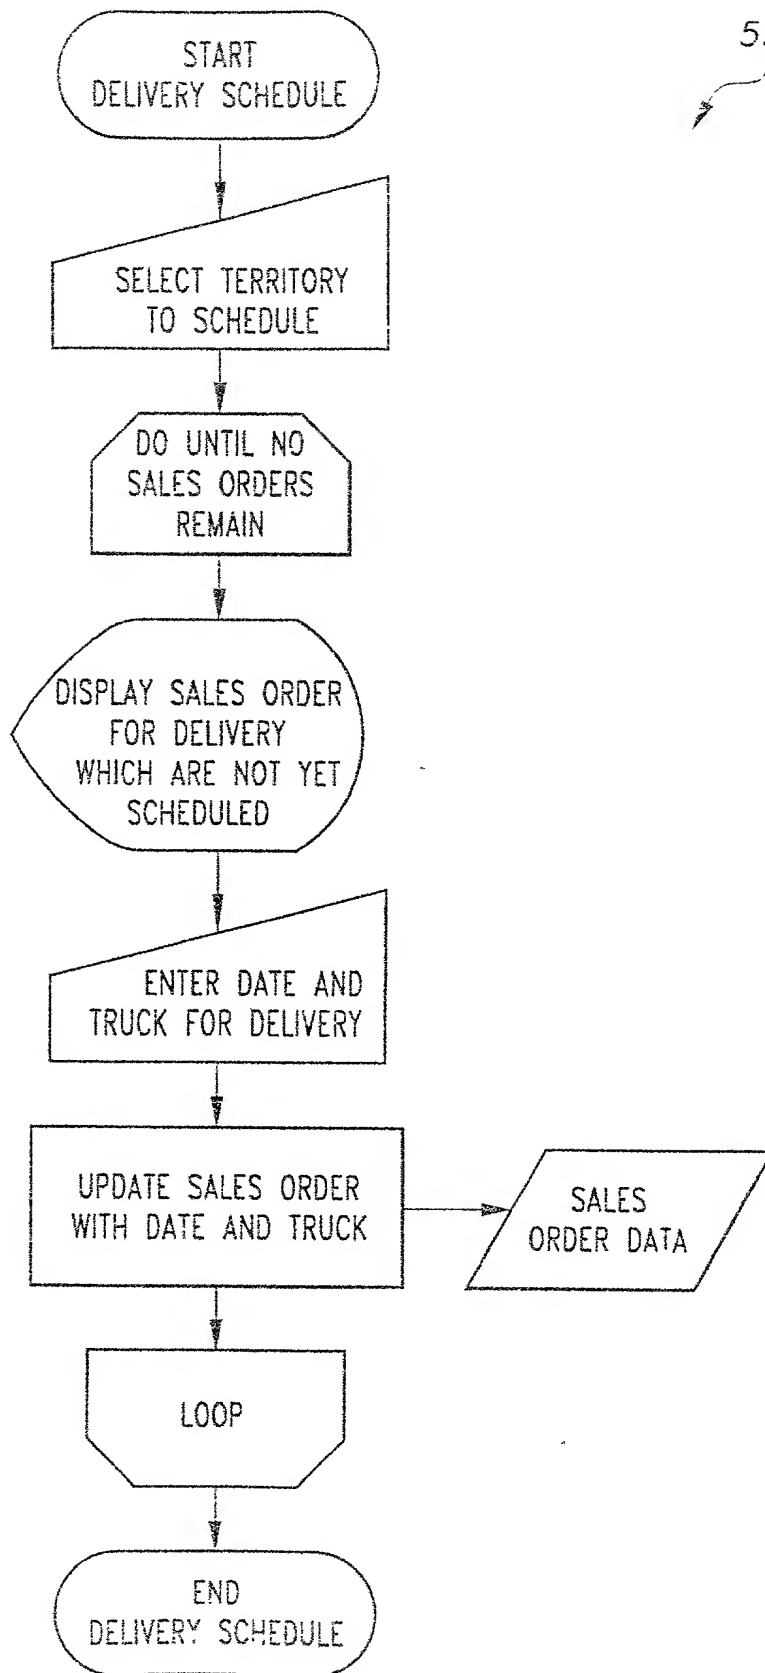 START
DELIVERY SCHEDULE
SELECT TERRITORY
TO SCHEDULE
DO UNTIL NO
SALES ORDERS
REMAIN
DISPLAY SALES ORDER
FOR DELIVERY
WHICH ARE NOT YET
SCHEDULED
ENTER DATE AND
TRUCK FOR DELIVERY
UPDATE SALES ORDER
WITH DATE AND TRUCK
SALES
ORDER DATA
LOOP
END
DELIVERY SCHEDULE